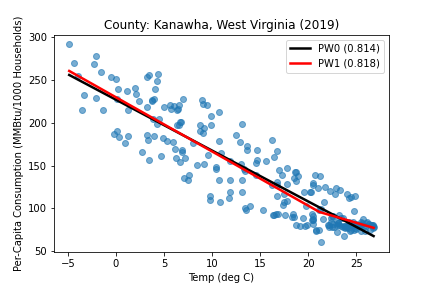 County: Kanawha, West Virginia (2019)
PW0 (0.814)
PW1 (0.818)
Per-Capita Consumption (MMBtu/1000 Households)
300
250
200
150
100
50
−5 0 5 10 15 20 25
Temp (deg C)